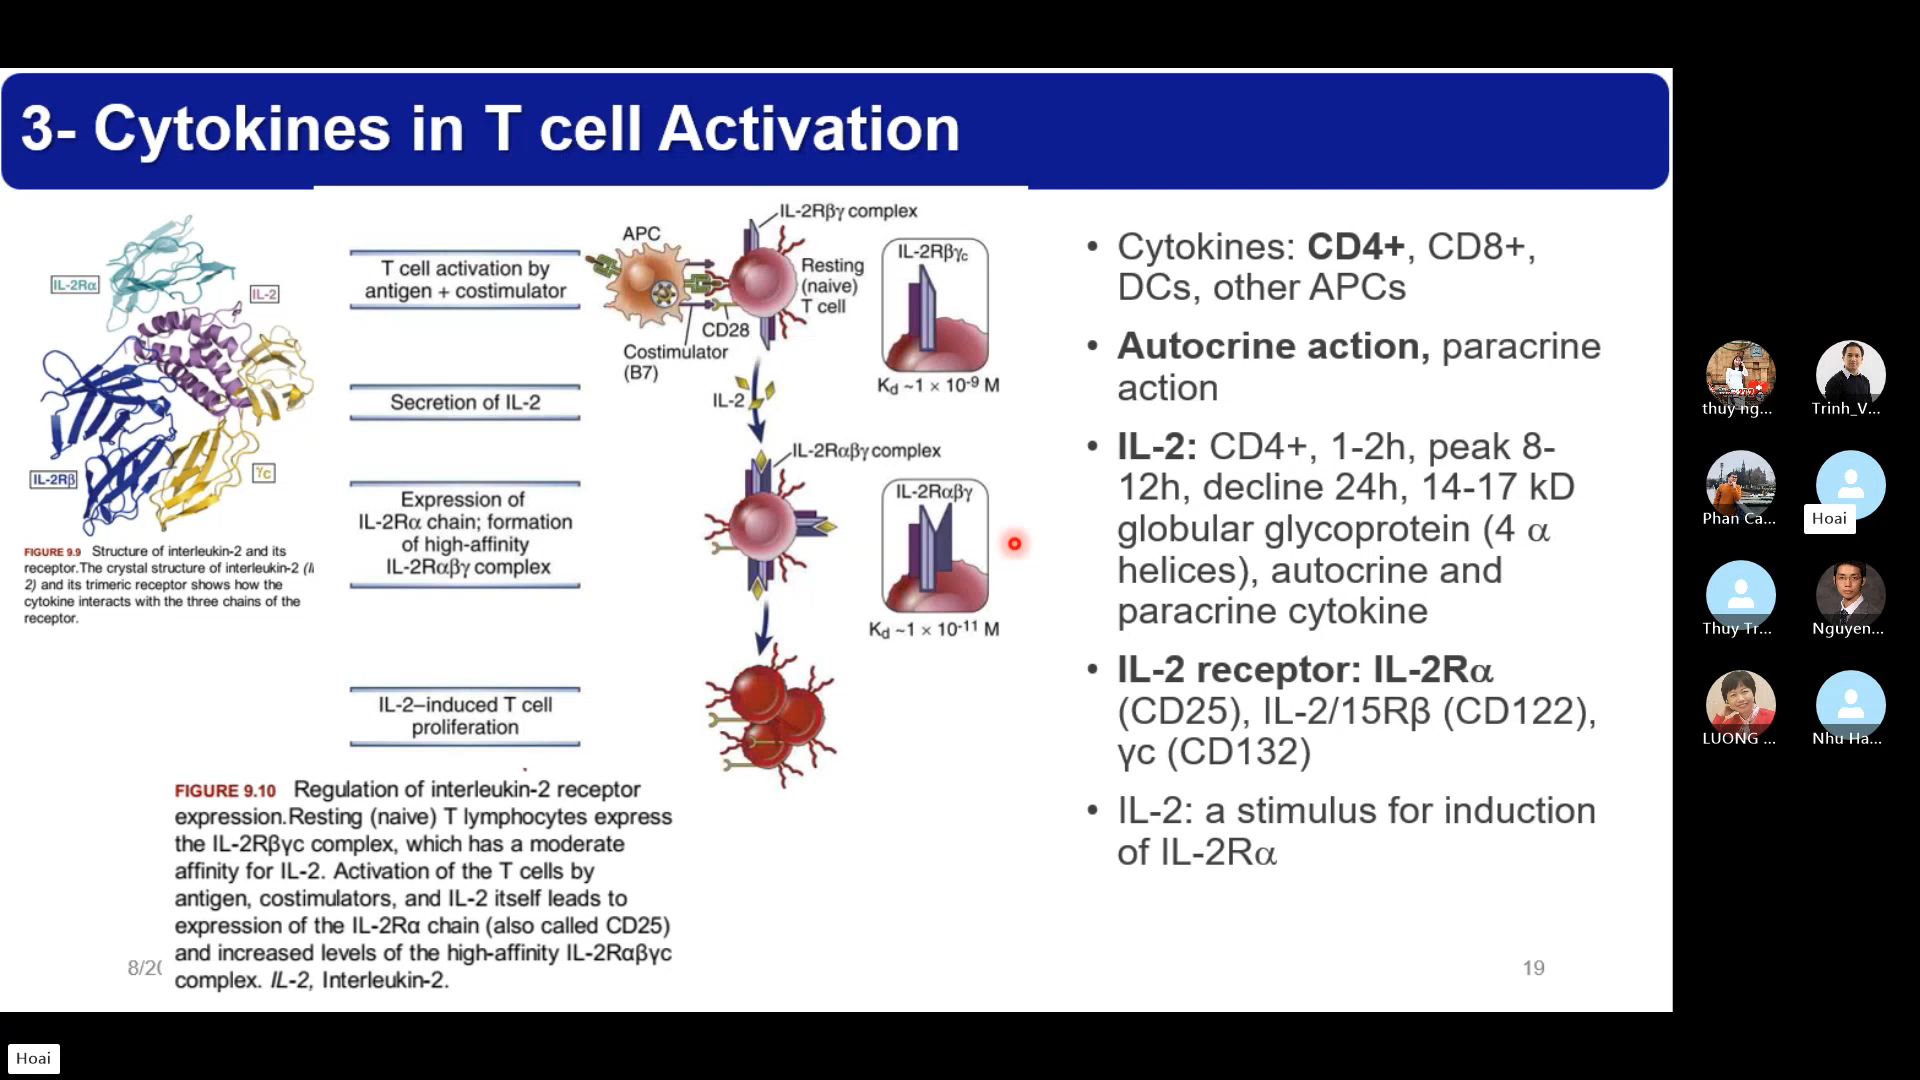 3- Cytokines in T cell Activation
IL-2Rα
IL-2
IL-2Rβ
γc
FIGURE 9.9 Structure of interleukin-2 and its
receptor.The crystal structure of interleukin-2 (I
2) and its trimeric receptor shows how the
cytokine interacts with the three chains of the
receptor.
T cell activation by
antigen + costimulator
Secretion of IL-2
Expression of
IL-2Rα chain; formation
of high-affinity
IL-2Rαβγ complex
IL-2–induced T cell
proliferation
IL-2Rβγ complex
APC
Resting
(naive)
T cell
CD28
Costimulator
(B7)
IL-2Rβγc
Kd ~1 × 10-9 M
IL-2
IL-2Rαβγ complex
IL-2Rαβγ
Kd ~1 × 10-11 M
FIGURE 9.10 Regulation of interleukin-2 receptor
expression.Resting (naive) T lymphocytes express
the IL-2Rβγc complex, which has a moderate
affinity for IL-2. Activation of the T cells by
antigen, costimulators, and IL-2 itself leads to
expression of the IL-2Rα chain (also called CD25)
and increased levels of the high-affinity IL-2Rαβγc
complex. IL-2, Interleukin-2.
• Cytokines: CD4+, CD8+,
DCs, other APCs
• Autocrine action, paracrine
action
• IL-2: CD4+, 1-2h, peak 8-
12h, decline 24h, 14-17 kD
globular glycoprotein (4 α
helices), autocrine and
paracrine cytokine
• IL-2 receptor: IL-2Rα
(CD25), IL-2/15Rβ (CD122),
γc (CD132)
• IL-2: a stimulus for induction
of IL-2Rα
8/20
19
thuy ng...
Trinh_V...
Phan Ca...
Hoai
Thuy Tr...
Nguyen...
LUONG ...
Nhu Ha...
Hoai